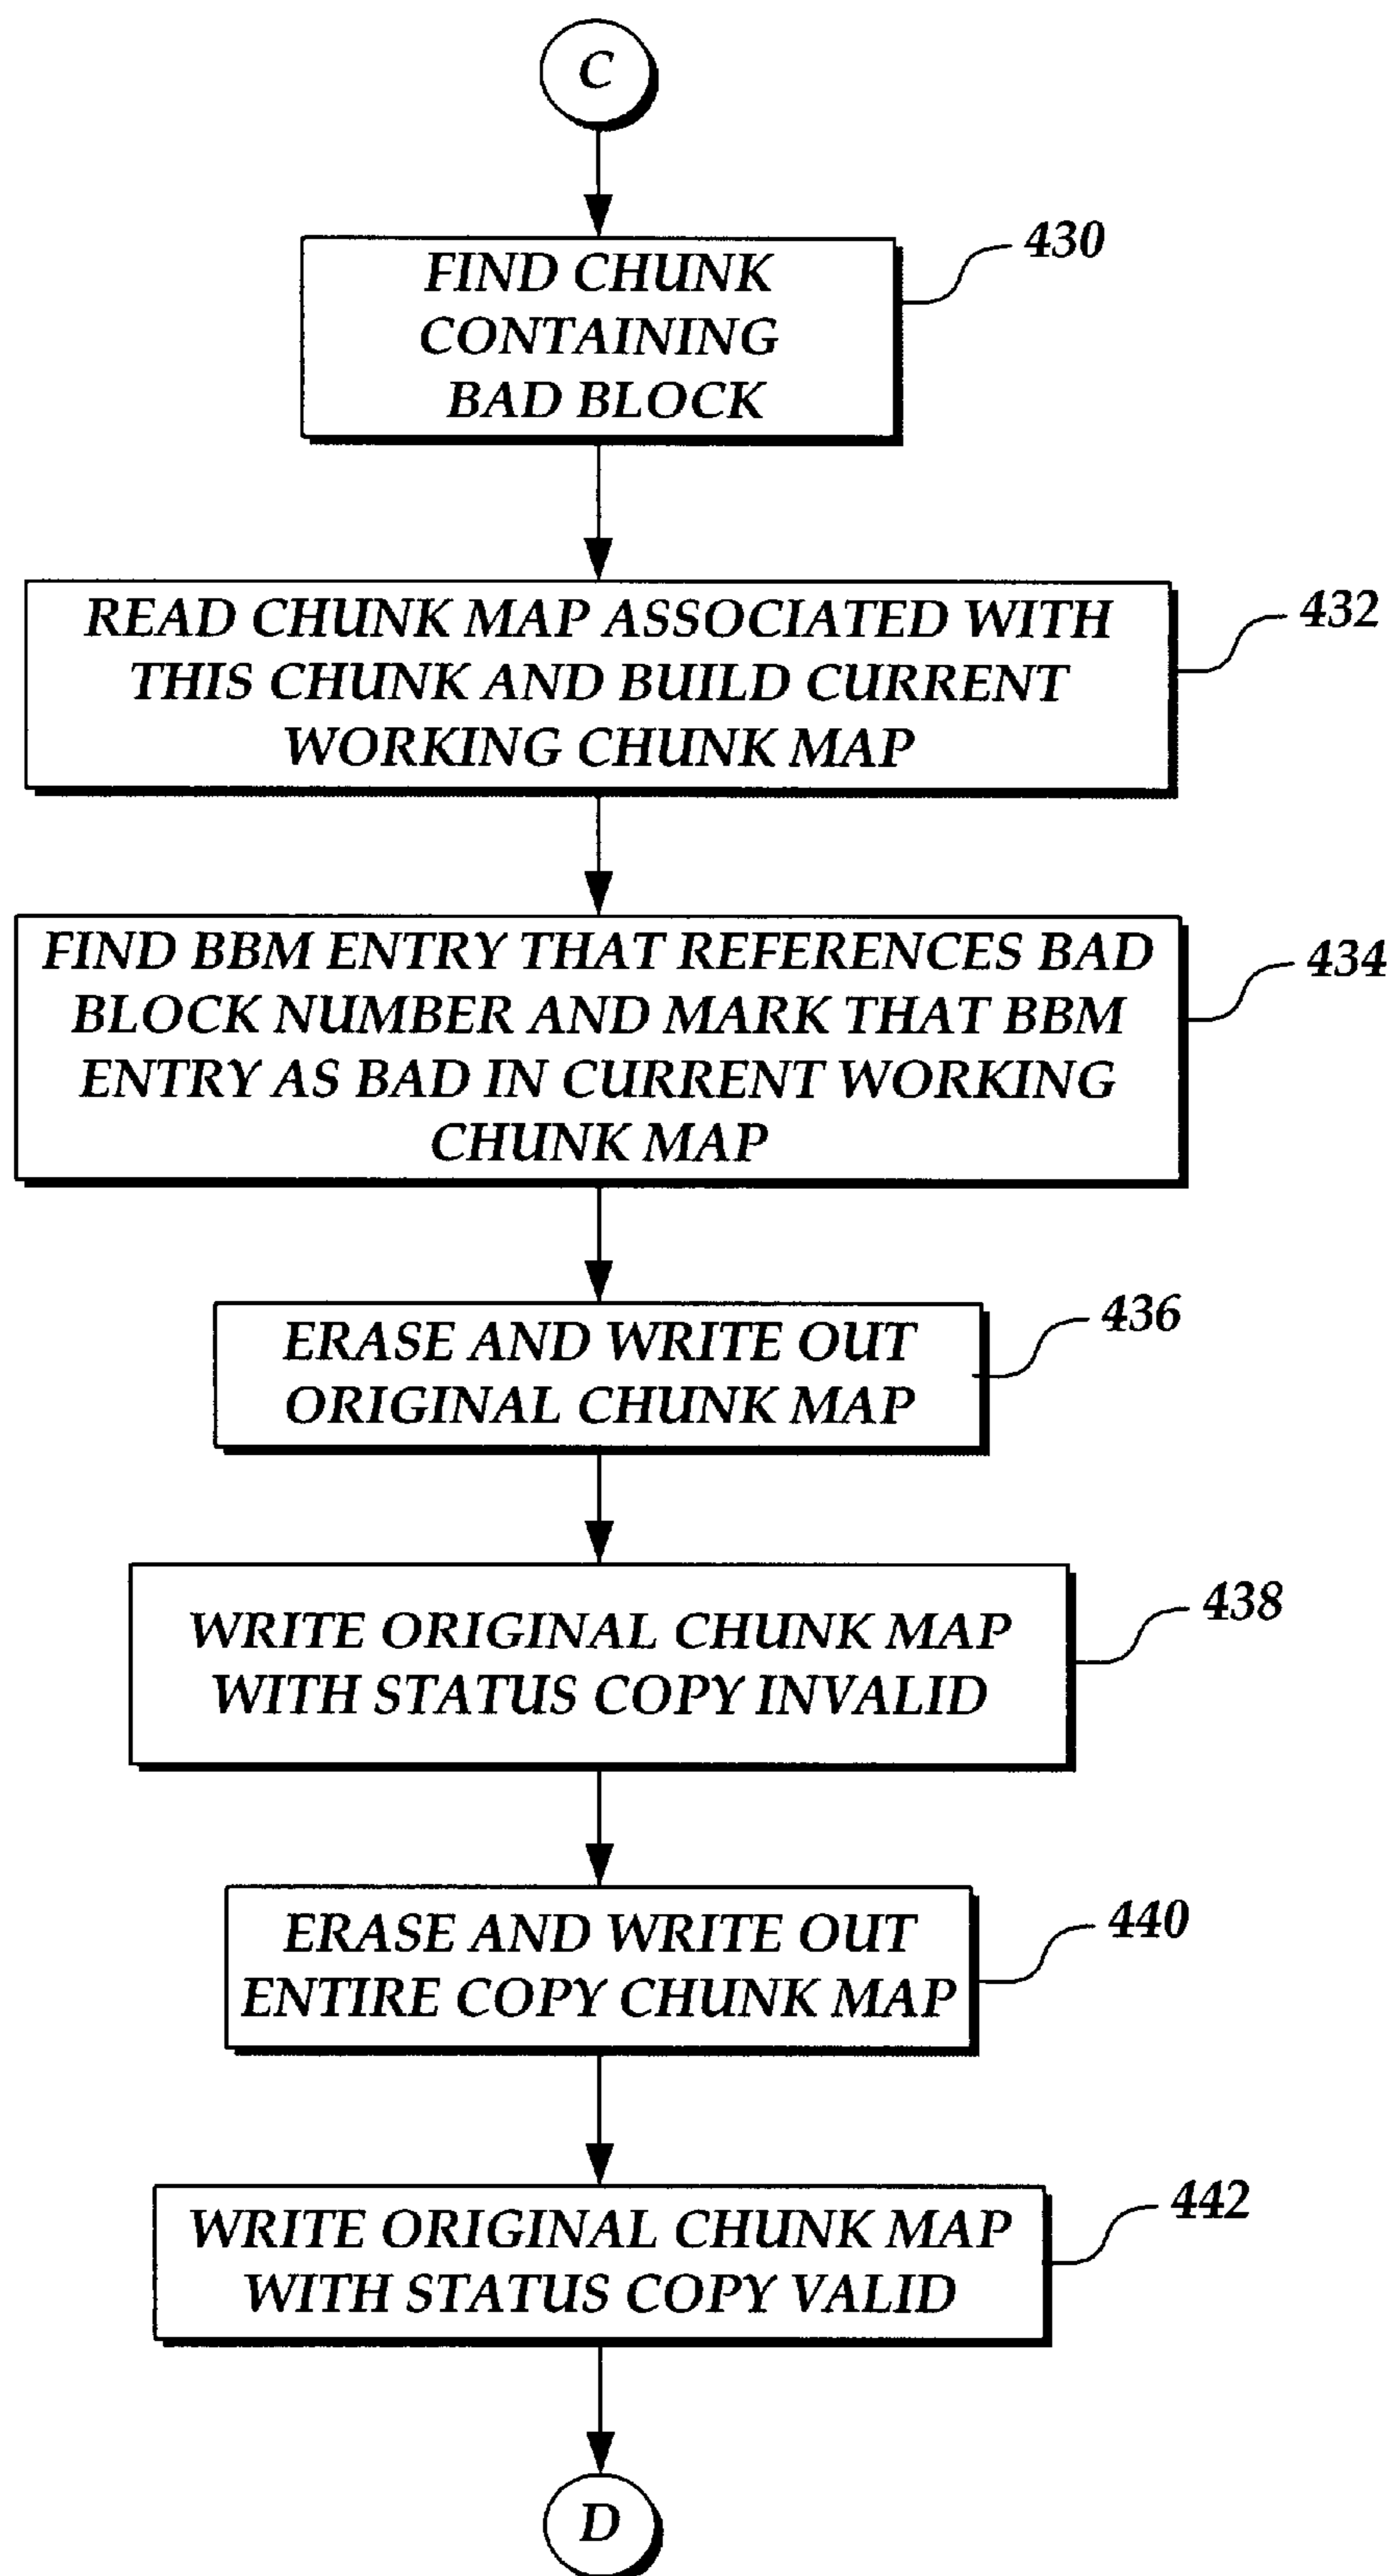 C
430
FIND CHUNK
CONTAINING
BAD BLOCK
432
READ CHUNK MAP ASSOCIATED WITH
THIS CHUNK AND BUILD CURRENT
WORKING CHUNK MAP
434
FIND BBM ENTRY THAT REFERENCES BAD
BLOCK NUMBER AND MARK THAT BBM
ENTRY AS BAD IN CURRENT WORKING
CHUNK MAP
436
ERASE AND WRITE OUT
ORIGINAL CHUNK MAP
438
WRITE ORIGINAL CHUNK MAP
WITH STATUS COPY INVALID
440
ERASE AND WRITE OUT
ENTIRE COPY CHUNK MAP
442
WRITE ORIGINAL CHUNK MAP
WITH STATUS COPY VALID
D